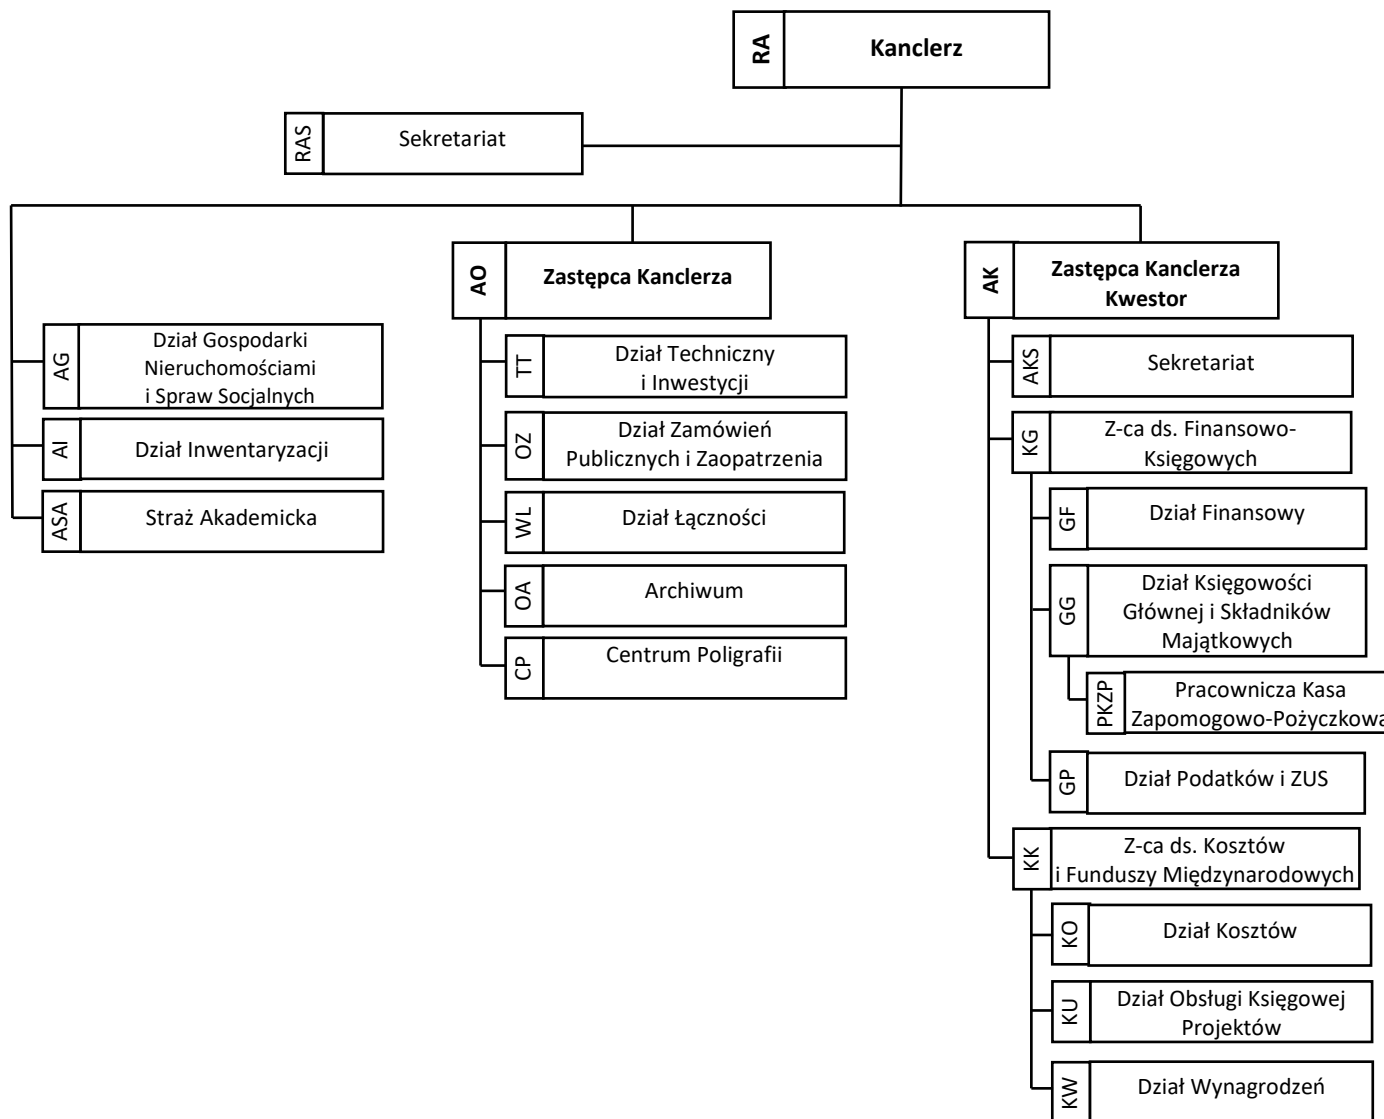 RA
Kanclerz
RAS
Sekretariat
AO
Zastępca Kanclerza
AK
Zastępca Kanclerza
Kwestor
AG
Dział Gospodarki
Nieruchomościami
i Spraw Socjalnych
AI
Dział Inwentaryzacji
ASA
Straż Akademicka
TT
Dział Techniczny
i Inwestycji
OZ
Dział Zamówień
Publicznych i Zaopatrzenia
WL
Dział Łączności
OA
Archiwum
CP
Centrum Poligrafii
AKS
Sekretariat
KG
Z-ca ds. Finansowo-
Księgowych
GF
Dział Finansowy
GG
Dział Księgowości
Głównej i Składników
Majątkowych
PKZP
Pracownicza Kasa
Zapomogowo-Pożyczkowa
GP
Dział Podatków i ZUS
KK
Z-ca ds. Kosztów
i Funduszy Międzynarodowych
KO
Dział Kosztów
KU
Dział Obsługi Księgowej
Projektów
KW
Dział Wynagrodzeń